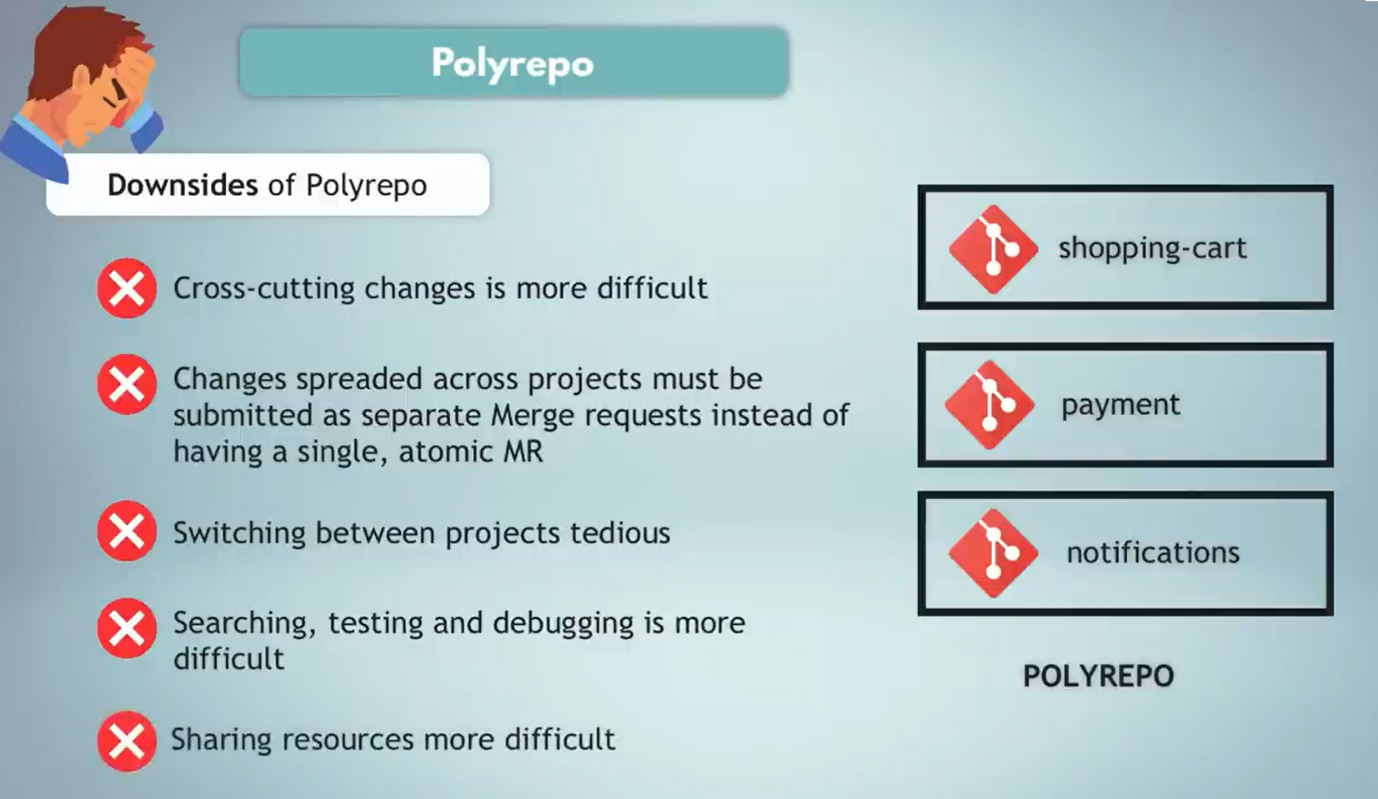 Polyrepo
Downsides of Polyrepo
Cross-cutting changes is more difficult
Changes spreaded across projects must be
submitted as separate Merge requests instead of
having a single, atomic MR
Switching between projects tedious
Searching, testing and debugging is more
difficult
Sharing resources more difficult
shopping-cart
payment
notifications
POLYREPO